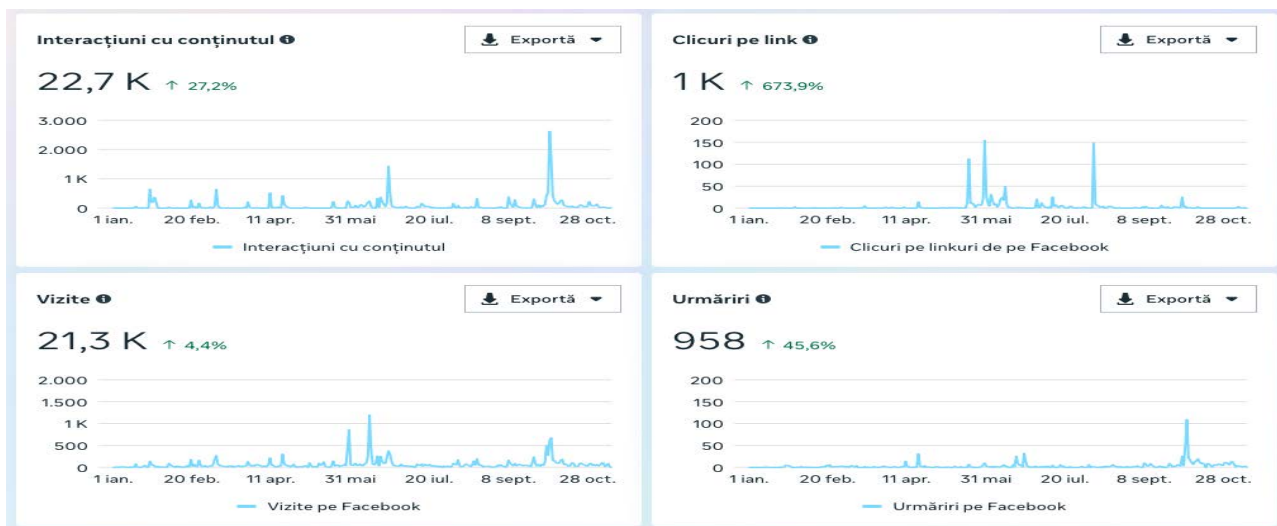 Interacțiuni cu conținutul
Exportă
22,7 K ↑ 27,2%
3.000
2.000
1 K
0
1 ian. 20 feb. 11 apr. 31 mai 20 iul. 8 sept. 28 oct.
Interacțiuni cu conținutul
Clicuri pe link
Exportă
1 K ↑ 673,9%
200
150
100
50
0
1 ian. 20 feb. 11 apr. 31 mai 20 iul. 8 sept. 28 oct.
Clicuri pe linkuri de pe Facebook
Vizite
Exportă
21,3 K ↑ 4,4%
2.000
1.500
1 K
500
0
1 ian. 20 feb. 11 apr. 31 mai 20 iul. 8 sept. 28 oct.
Vizite pe Facebook
Urmăriri
Exportă
958 ↑ 45,6%
200
150
100
50
0
1 ian. 20 feb. 11 apr. 31 mai 20 iul. 8 sept. 28 oct.
Urmăriri pe Facebook